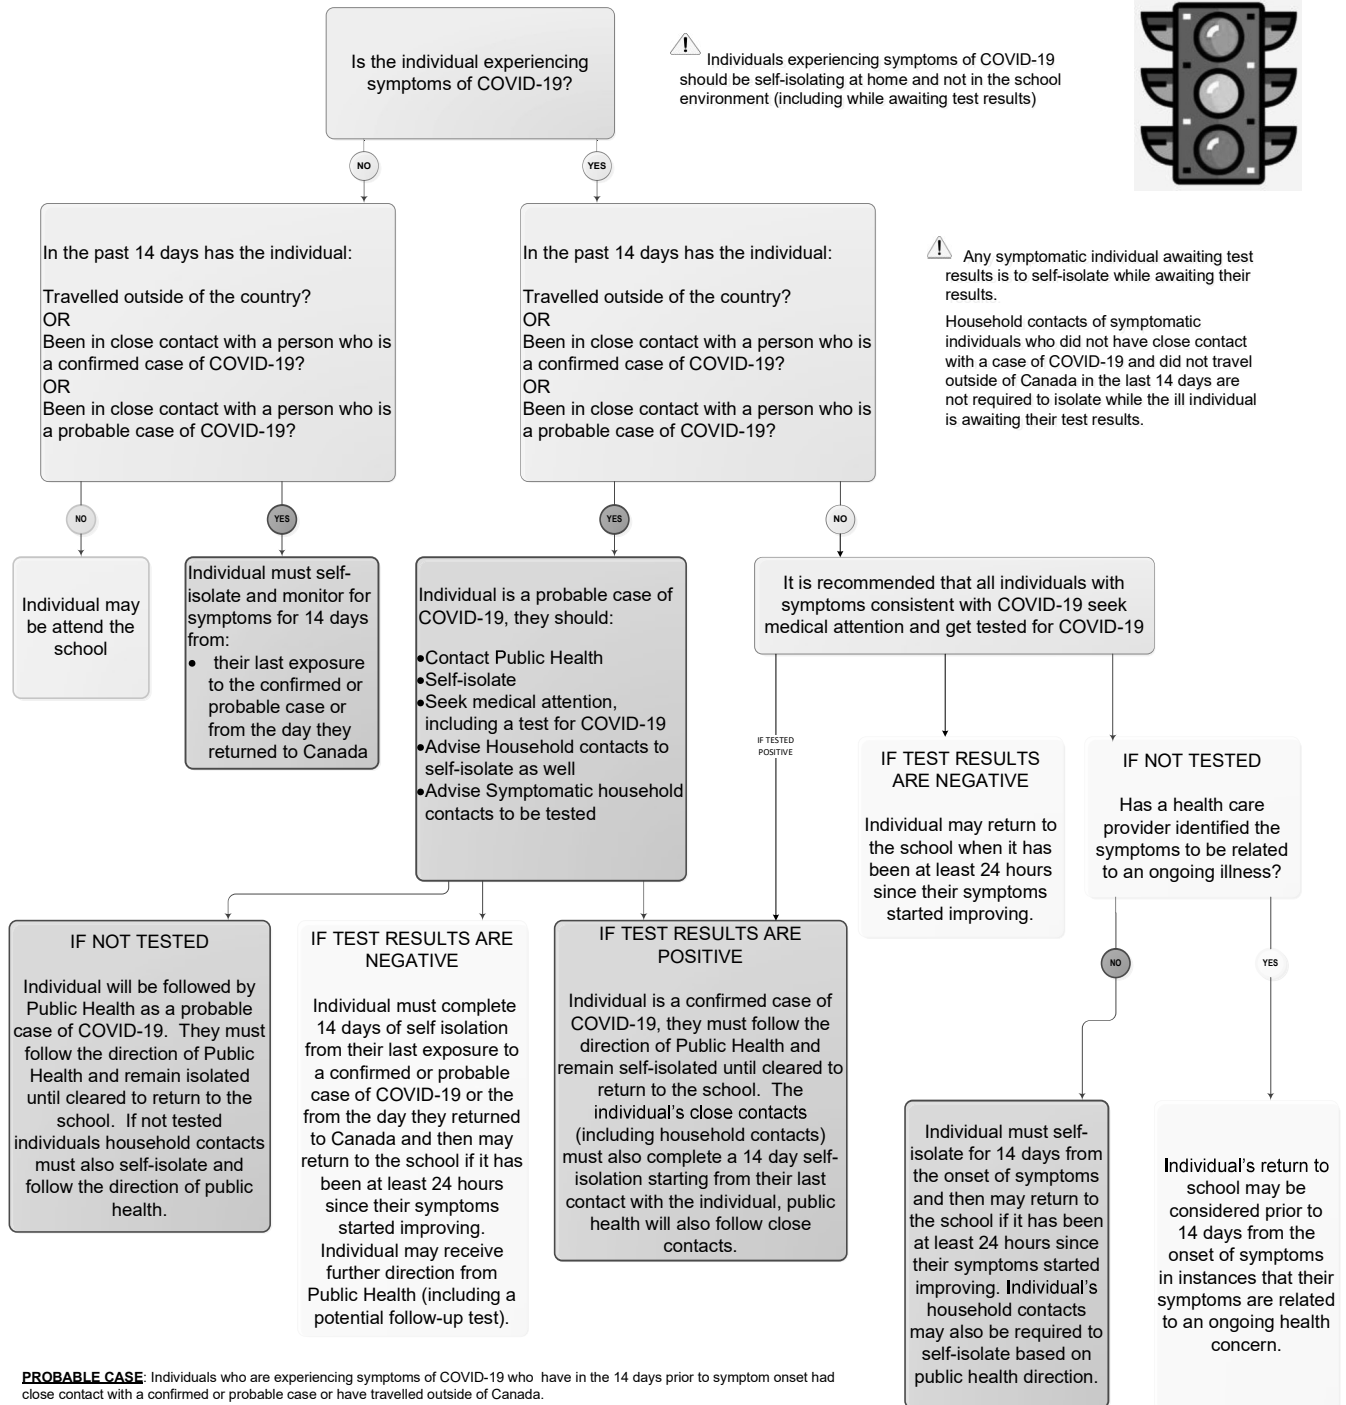 Is the individual experiencing
symptoms of COVID-19?
Individuals experiencing symptoms of COVID-19
should be self-isolating at home and not in the school
environment (including while awaiting test results)
NO
YES
In the past 14 days has the individual:
Travelled outside of the country?
OR
Been in close contact with a person who is
a confirmed case of COVID-19?
OR
Been in close contact with a person who is
a probable case of COVID-19?
In the past 14 days has the individual:
Travelled outside of the country?
OR
Been in close contact with a person who is
a confirmed case of COVID-19?
OR
Been in close contact with a person who is
a probable case of COVID-19?
Any symptomatic individual awaiting test
results is to self-isolate while awaiting their
results.
Household contacts of symptomatic
individuals who did not have close contact
with a case of COVID-19 and did not travel
outside of Canada in the last 14 days are
not required to isolate while the ill individual
is awaiting their test results.
NO
YES
YES
NO
Individual may
be attend the
school
Individual must self-
isolate and monitor for
symptoms for 14 days
from:
• their last exposure
to the confirmed or
probable case or
from the day they
returned to Canada
Individual is a probable case of
COVID-19, they should:
•Contact Public Health
•Self-isolate
•Seek medical attention,
including a test for COVID-19
•Advise Household contacts to
self-isolate as well
•Advise Symptomatic household
contacts to be tested
It is recommended that all individuals with
symptoms consistent with COVID-19 seek
medical attention and get tested for COVID-19
IF TESTED
POSITIVE
IF TEST RESULTS
ARE NEGATIVE
Individual may return to
the school when it has
been at least 24 hours
since their symptoms
started improving.
IF NOT TESTED
Has a health care
provider identified the
symptoms to be related
to an ongoing illness?
NO
YES
IF NOT TESTED
Individual will be followed by
Public Health as a probable
case of COVID-19. They must
follow the direction of Public
Health and remain isolated
until cleared to return to the
school. If not tested
individuals household contacts
must also self-isolate and
follow the direction of public
health.
IF TEST RESULTS ARE
NEGATIVE
Individual must complete
14 days of self isolation
from their last exposure to
a confirmed or probable
case of COVID-19 or the
from the day they returned
to Canada and then may
return to the school if it has
been at least 24 hours
since their symptoms
started improving.
Individual may receive
further direction from
Public Health (including a
potential follow-up test).
IF TEST RESULTS ARE
POSITIVE
Individual is a confirmed case of
COVID-19, they must follow the
direction of Public Health and
remain self-isolated until cleared to
return to the school. The
individual's close contacts
(including household contacts)
must also complete a 14 day self-
isolation starting from their last
contact with the individual, public
health will also follow close
contacts.
Individual must self-
isolate for 14 days from
the onset of symptoms
and then may return to
the school if it has been
at least 24 hours since
their symptoms started
improving. Individual's
household contacts
may also be required to
self-isolate based on
public health direction.
Individual's return to
school may be
considered prior to
14 days from the
onset of symptoms
in instances that their
symptoms are related
to an ongoing health
concern.
PROBABLE CASE: Individuals who are experiencing symptoms of COVID-19 who have in the 14 days prior to symptom onset had
close contact with a confirmed or probable case or have travelled outside of Canada.